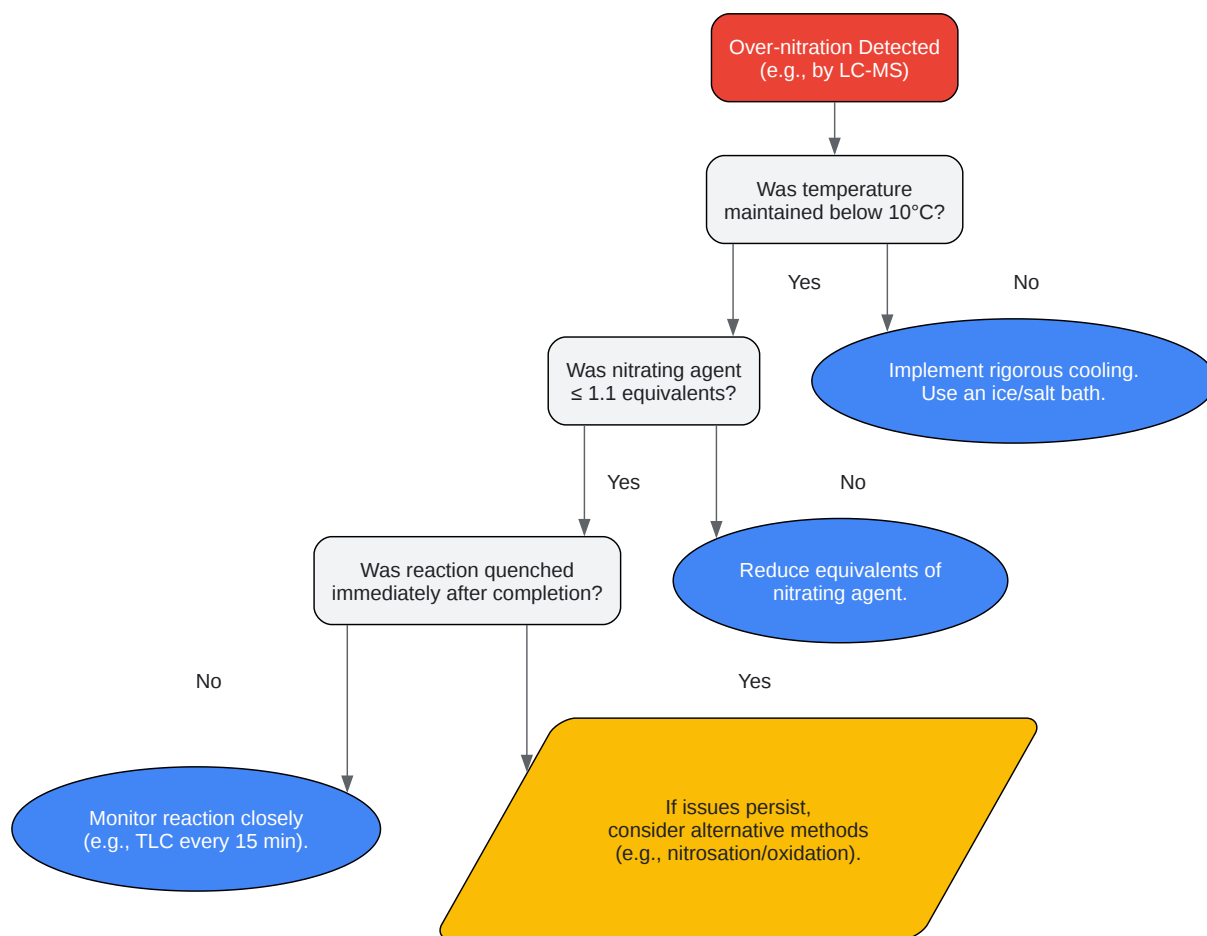 Over-nitration Detected
(e.g., by LC-MS)
Was temperature
maintained below 10°C?
Yes
No
Was nitrating agent
≤ 1.1 equivalents?
Implement rigorous cooling.
Use an ice/salt bath.
Yes
No
Was reaction quenched
immediately after completion?
Reduce equivalents of
nitrating agent.
No
Yes
Monitor reaction closely
(e.g., TLC every 15 min).
If issues persist,
consider alternative methods
(e.g., nitrosation/oxidation).